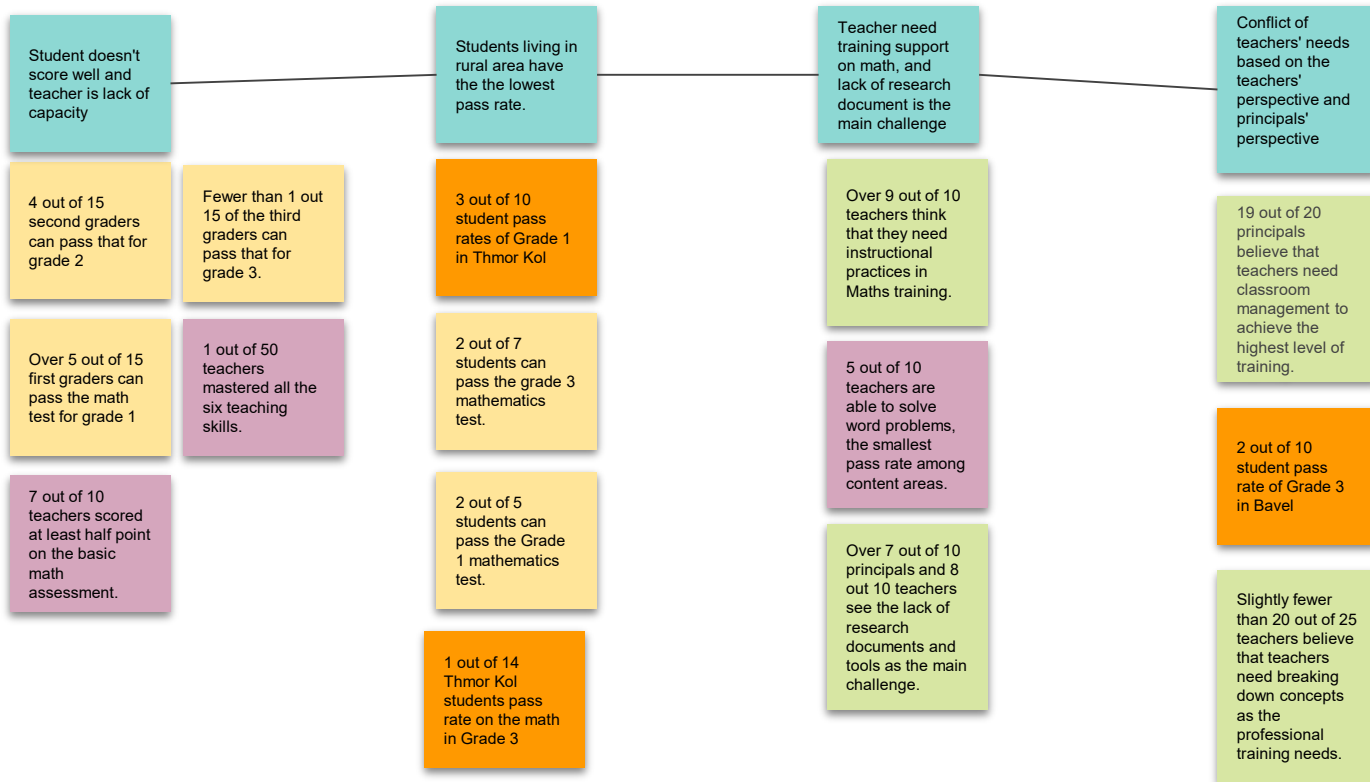 Student doesn't
score well and
teacher is lack of
capacity
4 out of 15
second graders
can pass that for
grade 2
Fewer than 1 out
15 of the third
graders can
pass that for
grade 3.
Over 5 out of 15
first graders can
pass the math
test for grade 1
1 out of 50
teachers
mastered all the
six teaching
skills.
7 out of 10
teachers scored
at least half point
on the basic
math
assessment.
Students living in
rural area have
the the lowest
pass rate.
3 out of 10
student pass
rates of Grade 1
in Thmor Kol
2 out of 7
students can
pass the grade 3
mathematics
test.
2 out of 5
students can
pass the Grade
1 mathematics
test.
1 out of 14
Thmor Kol
students pass
rate on the math
in Grade 3
Teacher need
training support
on math, and
lack of research
document is the
main challenge
Over 9 out of 10
teachers think
that they need
instructional
practices in
Maths training.
5 out of 10
teachers are
able to solve
word problems,
the smallest
pass rate among
content areas.
Over 7 out of 10
principals and 8
out 10 teachers
see the lack of
research
documents and
tools as the main
challenge.
Conflict of
teachers' needs
based on the
teachers'
perspective and
principals'
perspective
19 out of 20
principals
believe that
teachers need
classroom
management to
achieve the
highest level of
training.
2 out of 10
student pass
rate of Grade 3
in Bavel
Slightly fewer
than 20 out of 25
teachers believe
that teachers
need breaking
down concepts
as the
professional
training needs.